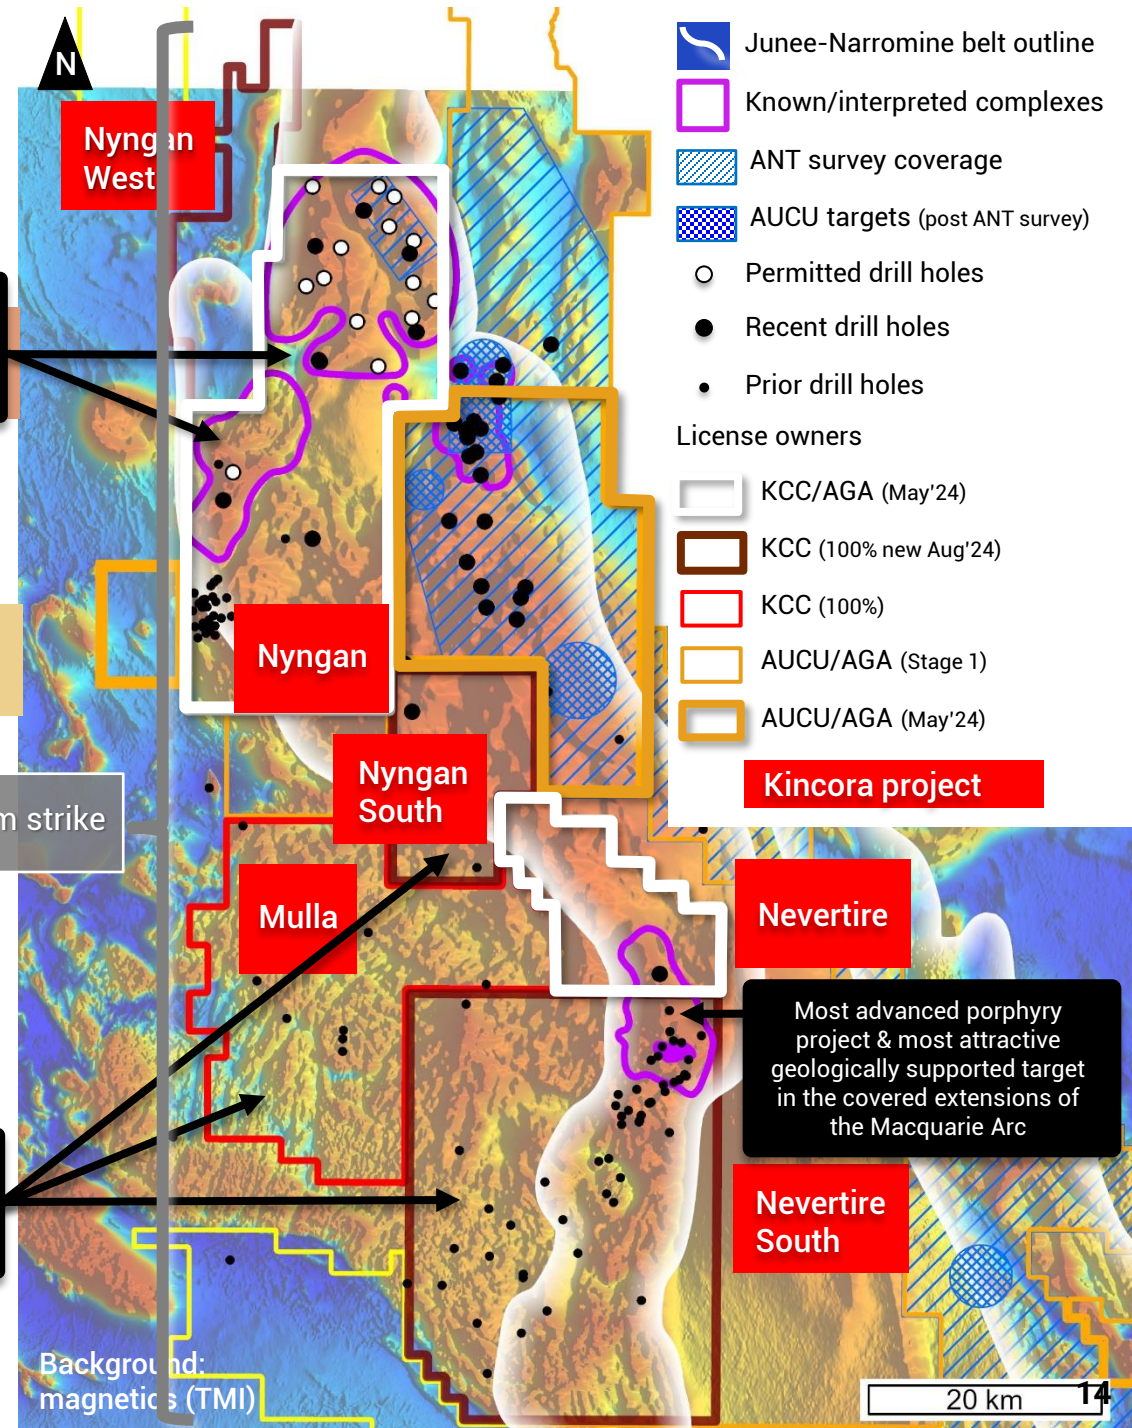 N
Junee-Narromine belt outline
Known/interpreted complexes
ANT survey coverage
AUCU targets (post ANT survey)
Permitted drill holes
Recent drill holes
Prior drill holes
License owners
KCC/AGA (May'24)
KCC (100% new Aug'24)
KCC (100%)
AUCU/AGA (Stage 1)
AUCU/AGA (May'24)
Kincora project
Nyngan
West
Nyngan
Nyngan
South
m strike
Mulla
Nevertire
Most advanced porphyry
project & most attractive
geologically supported target
in the covered extensions of
the Macquarie Arc
Nevertire
South
Background:
magnetics (TMI)
20 km
14